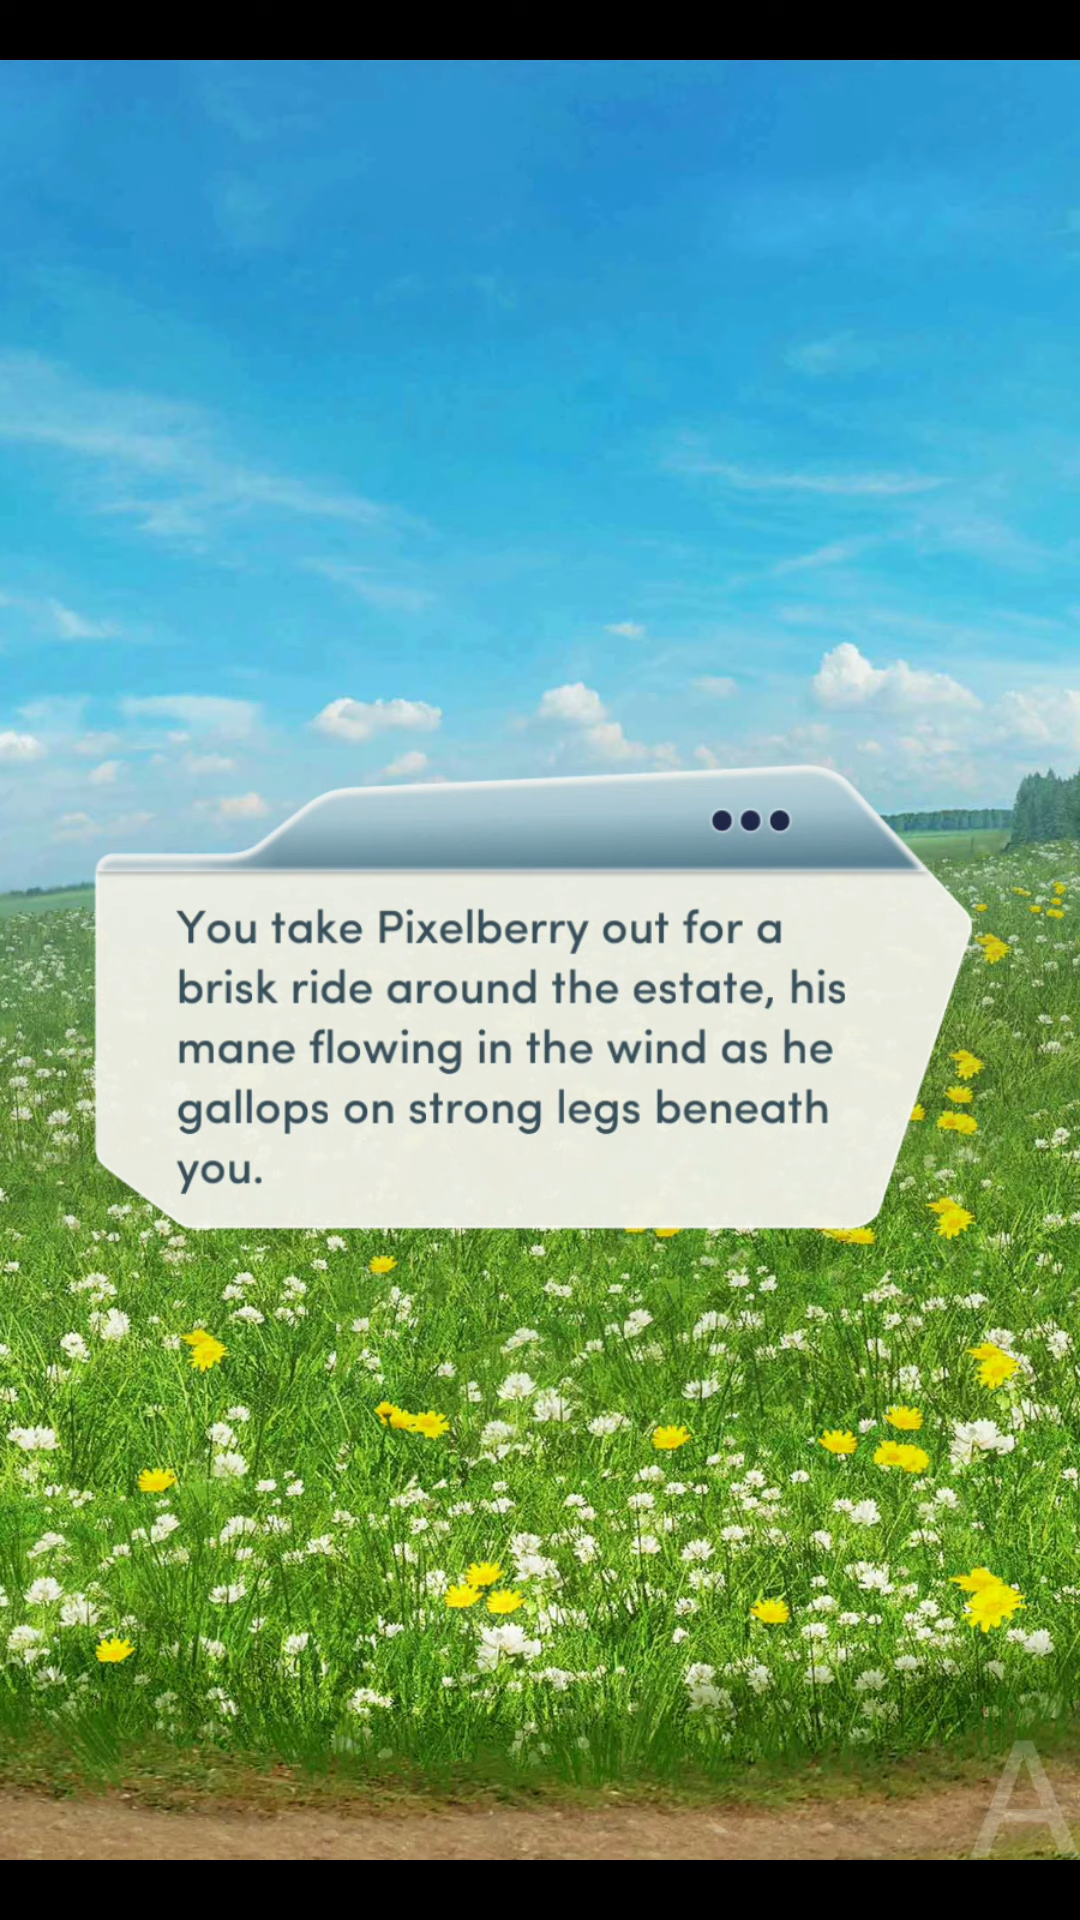 You take Pixelberry out for a
brisk ride around the estate, his
mane flowing in the wind as he
gallops on strong legs beneath
you.
A